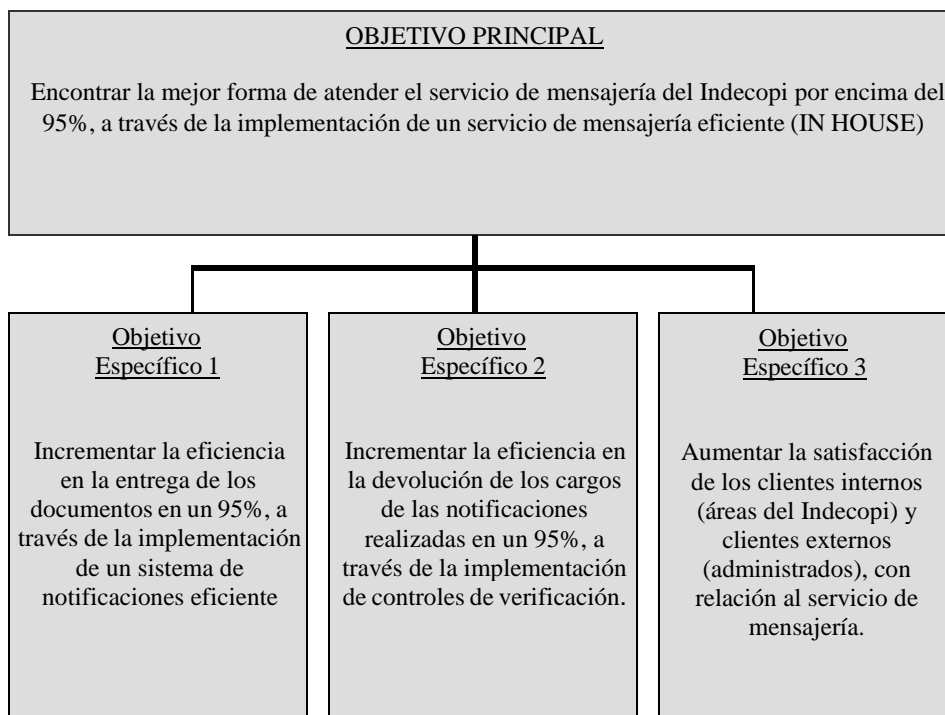 OBJETIVO PRINCIPAL
Encontrar la mejor forma de atender el servicio de mensajería del Indecopi por encima del
95%, a través de la implementación de un servicio de mensajería eficiente (IN HOUSE)
Objetivo
Específico 1
Incrementar la eficiencia
en la entrega de los
documentos en un 95%, a
través de la implementación
de un sistema de
notificaciones eficiente
Objetivo
Específico 2
Incrementar la eficiencia en
la devolución de los cargos
de las notificaciones
realizadas en un 95%, a
través de la implementación
de controles de verificación.
Objetivo
Específico 3
Aumentar la satisfacción
de los clientes internos
(áreas del Indecopi) y
clientes externos
(administrados), con
relación al servicio de
mensajería.